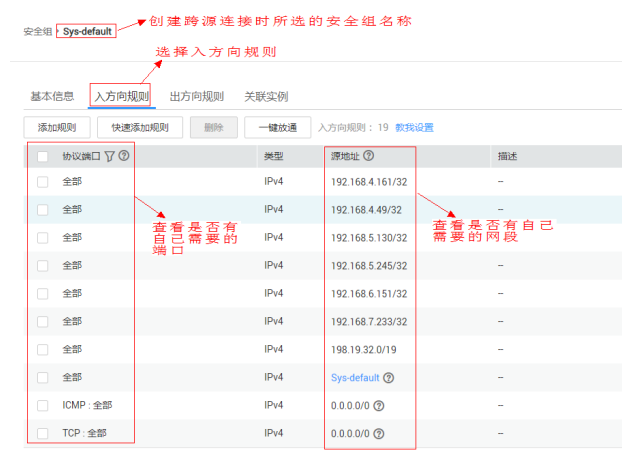 创建跨源连接时所选的安全组名称
安全组 Sys-default
选择入方向规则
基本信息 入方向规则 出方向规则 关联实例
添加规则 快速添加规则 删除 一键放通 入方向规则：19 教我设置
协议端口 类型 源地址 描述
全部 IPv4 192.168.4.161/32 --
全部 IPv4 192.168.4.49/32 --
查看是否有自己需要的端口
查看是否有自己需要的网段
全部 IPv4 192.168.5.130/32 --
全部 IPv4 192.168.5.245/32 --
全部 IPv4 192.168.6.151/32 --
全部 IPv4 192.168.7.233/32 --
全部 IPv4 198.19.32.0/19 --
全部 IPv4 Sys-default --
ICMP : 全部 IPv4 0.0.0.0/0 --
TCP : 全部 IPv4 0.0.0.0/0 --